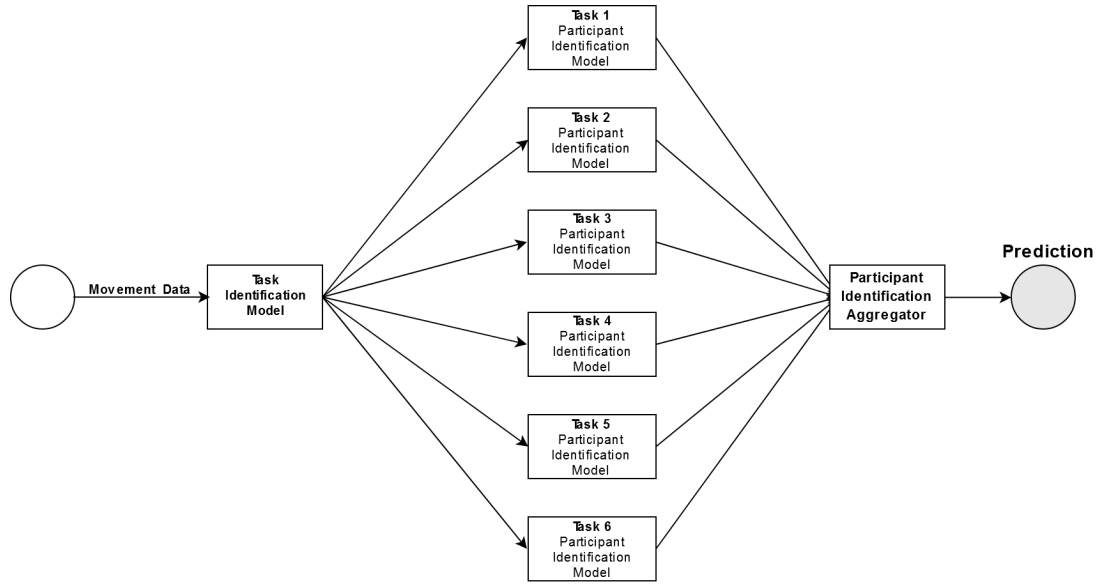 Movement Data
Task
Identification
Model
Task 1
Participant
Identification
Model
Task 2
Participant
Identification
Model
Task 3
Participant
Identification
Model
Task 4
Participant
Identification
Model
Task 5
Participant
Identification
Model
Task 6
Participant
Identification
Model
Participant
Identification
Aggregator
Prediction